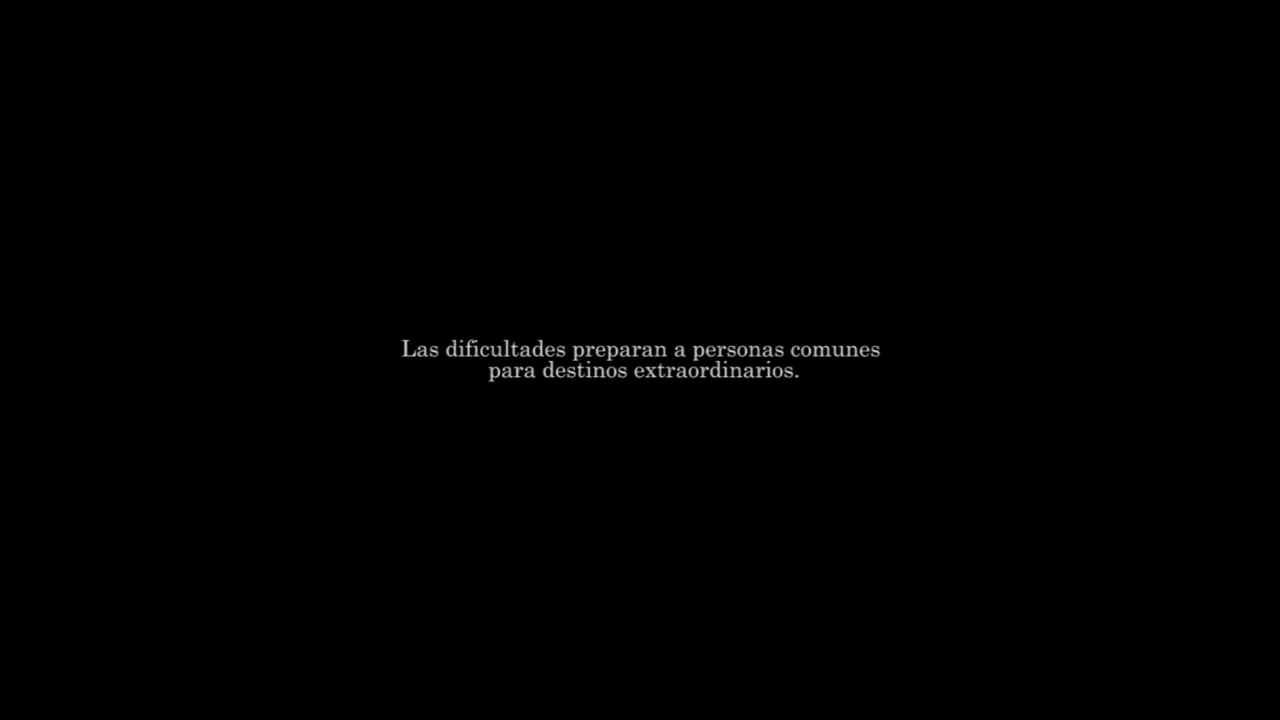 Las dificultades preparan a personas comunes
para destinos extraordinarios.